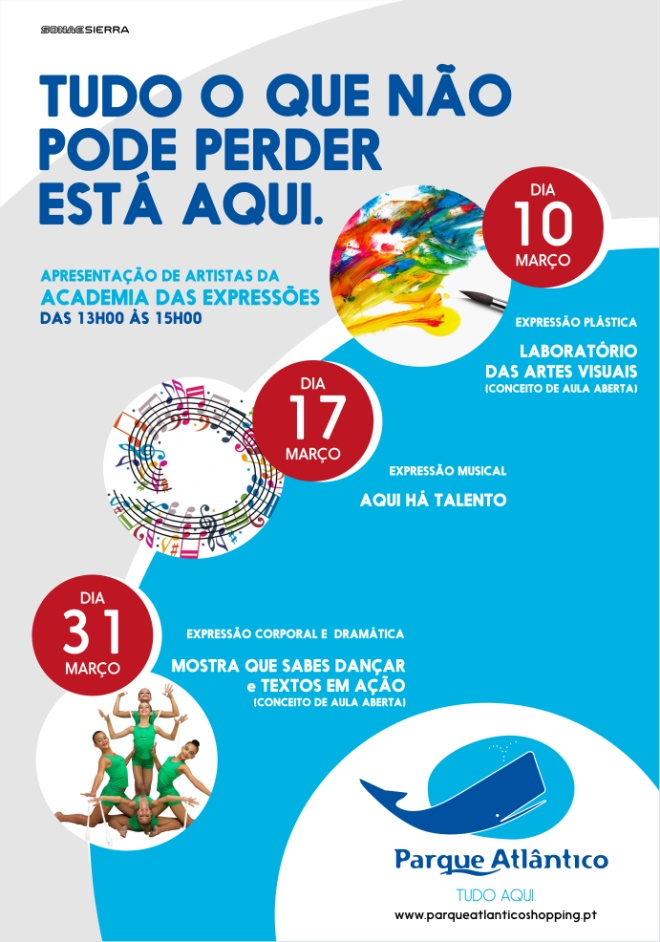 SONAESIERRA
TUDO O QUE NÃO
PODE PERDER
ESTÁ AQUI.
APRESENTAÇÃO DE ARTISTAS DA
ACADEMIA DAS EXPRESSÕES
DAS 13H00 ÀS 15H00
DIA
10
MARÇO
EXPRESSÃO PLÁSTICA
LABORATÓRIO
DAS ARTES VISUAIS
(CONCEITO DE AULA ABERTA)
DIA
17
MARÇO
EXPRESSÃO MUSICAL
AQUI HÁ TALENTO
DIA
31
MARÇO
EXPRESSÃO CORPORAL E DRAMÁTICA
MOSTRA QUE SABES DANÇAR
e TEXTOS EM AÇÃO
(CONCEITO DE AULA ABERTA)
Parque Atlântico
TUDO AQUI.
www.parqueatlanticoshopping.pt